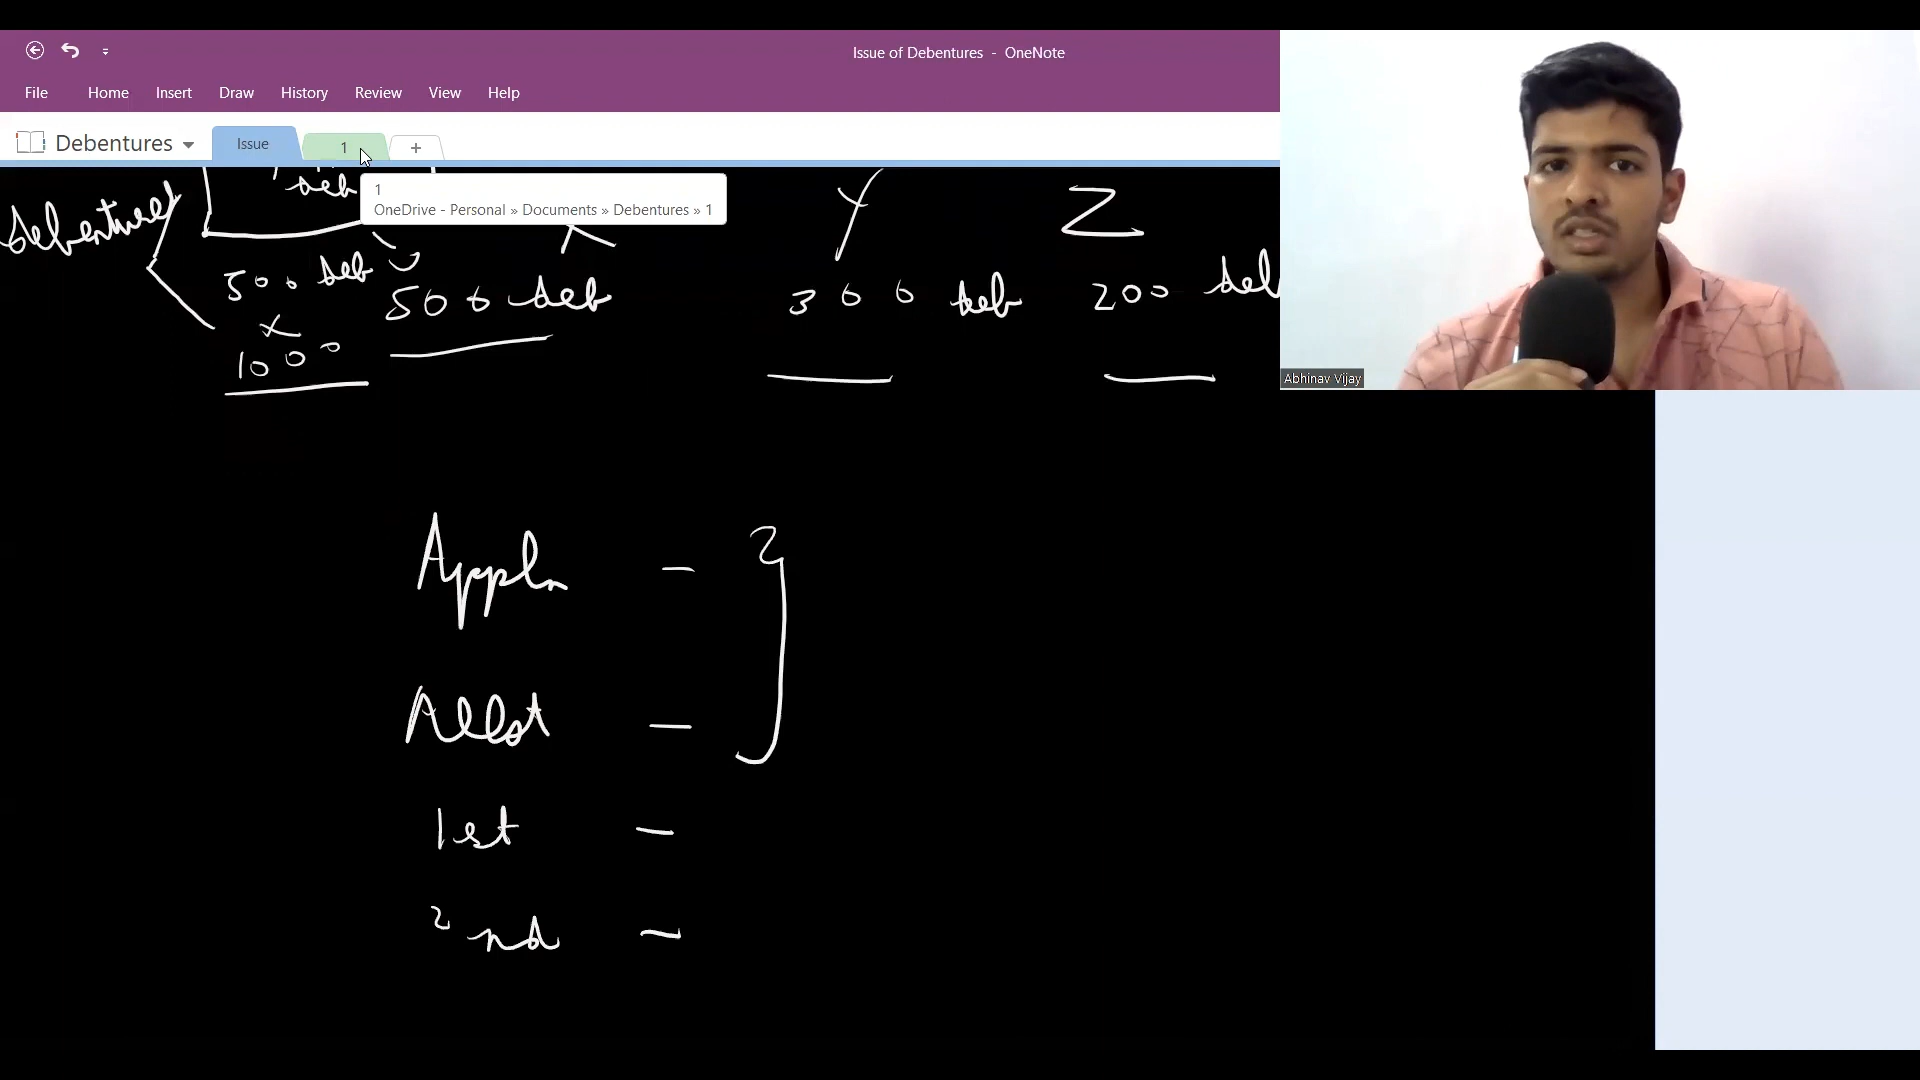 Issue of Debentures - OneNote
File Home Insert Draw History Review View Help
Debentures Issue 1 +
1
OneDrive - Personal » Documents » Debentures » 1
deb
Debentures
X Y Z
500 deb
500 deb 300 deb 200 deb
x
1000
Abhinav Vijay
Appln -
Allot -
1st -
2nd -